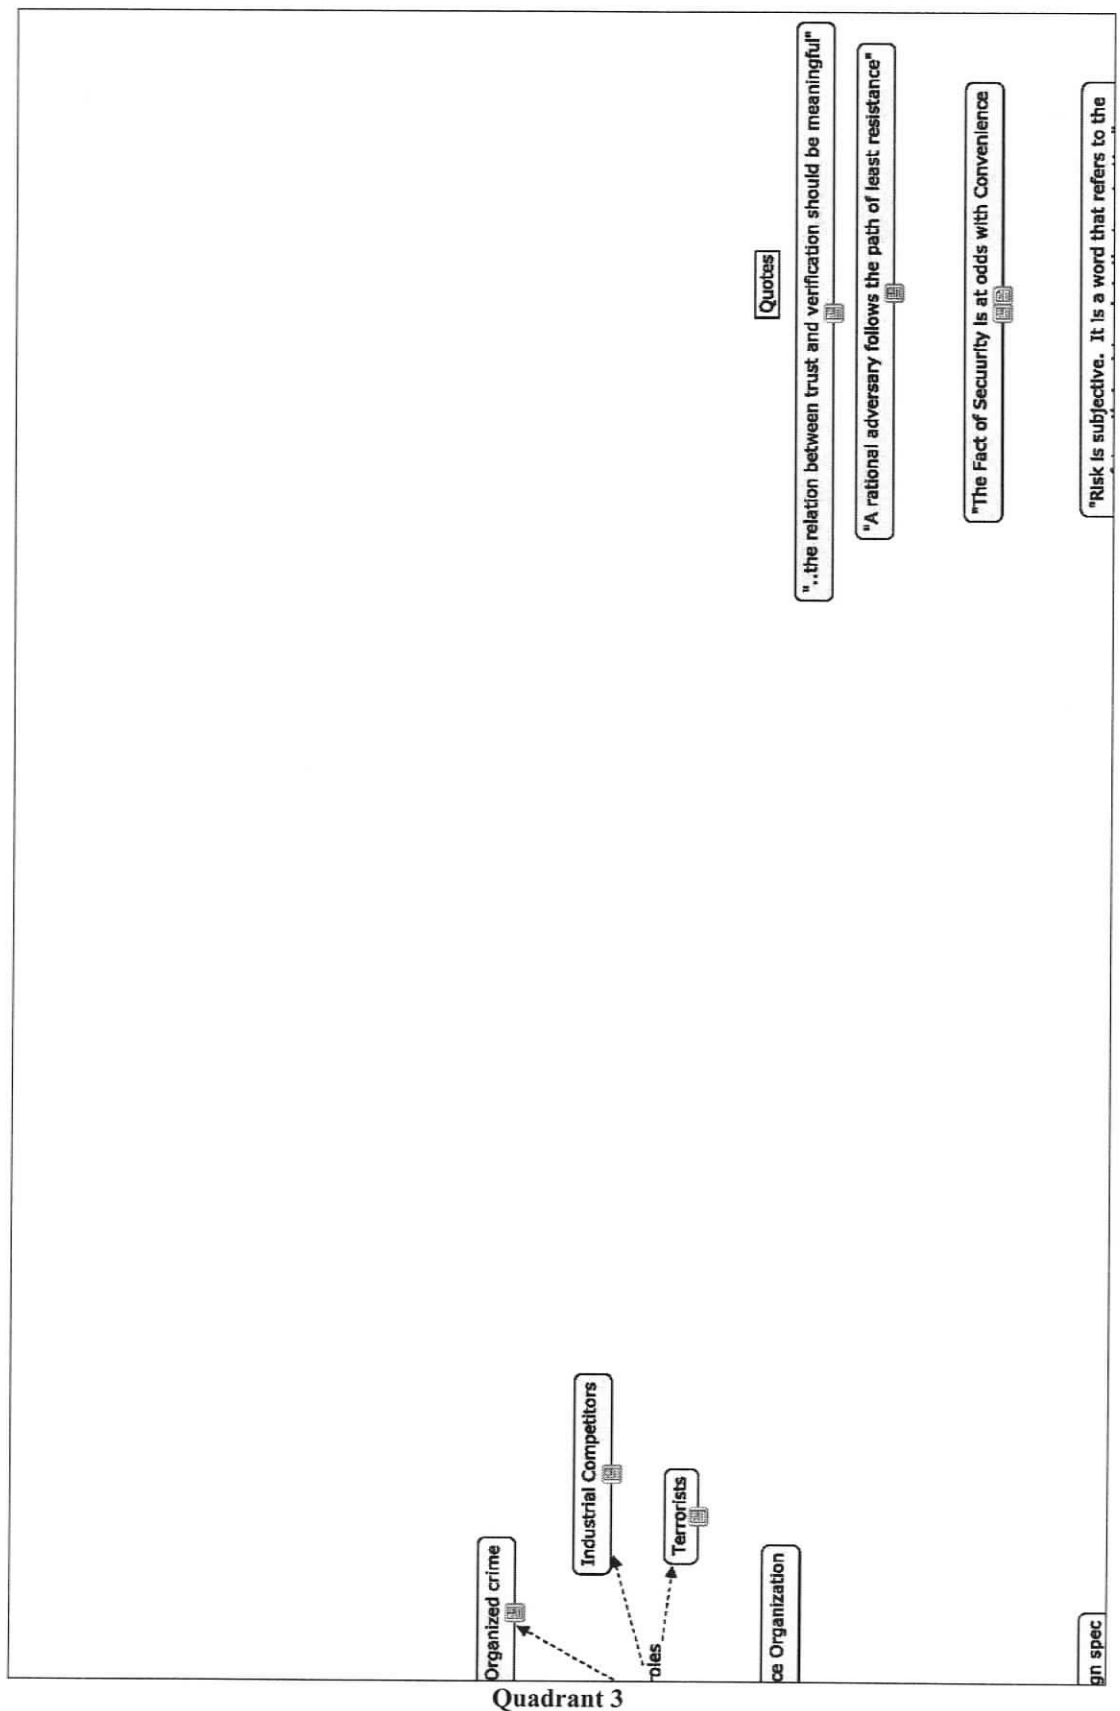 Organized crime
Industrial Competitors
oles
Terrorists
ce Organization
gn spec
Quotes
"..the relation between trust and verification should be meaningful"
"A rational adversary follows the path of least resistance"
"The Fact of Secuurity is at odds with Convenience
"Risk is subjective.  It is a word that refers to the
Quadrant 3